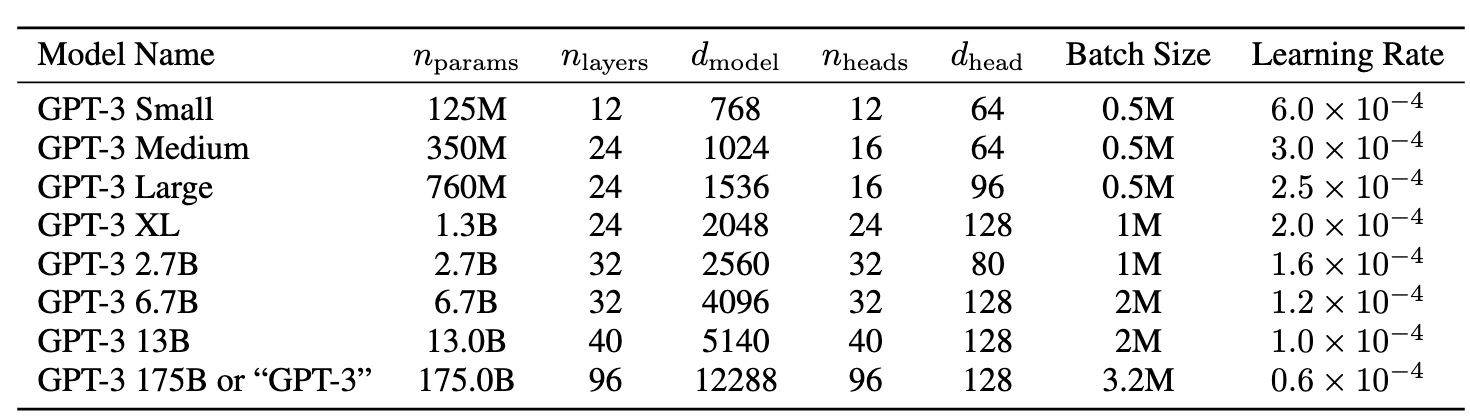 Model Name n_params n_layers d_model n_heads d_head Batch Size Learning Rate
GPT-3 Small 125M 12 768 12 64 0.5M 6.0 × 10^−4
GPT-3 Medium 350M 24 1024 16 64 0.5M 3.0 × 10^−4
GPT-3 Large 760M 24 1536 16 96 0.5M 2.5 × 10^−4
GPT-3 XL 1.3B 24 2048 24 128 1M 2.0 × 10^−4
GPT-3 2.7B 2.7B 32 2560 32 80 1M 1.6 × 10^−4
GPT-3 6.7B 6.7B 32 4096 32 128 2M 1.2 × 10^−4
GPT-3 13B 13.0B 40 5140 40 128 2M 1.0 × 10^−4
GPT-3 175B or “GPT-3” 175.0B 96 12288 96 128 3.2M 0.6 × 10^−4